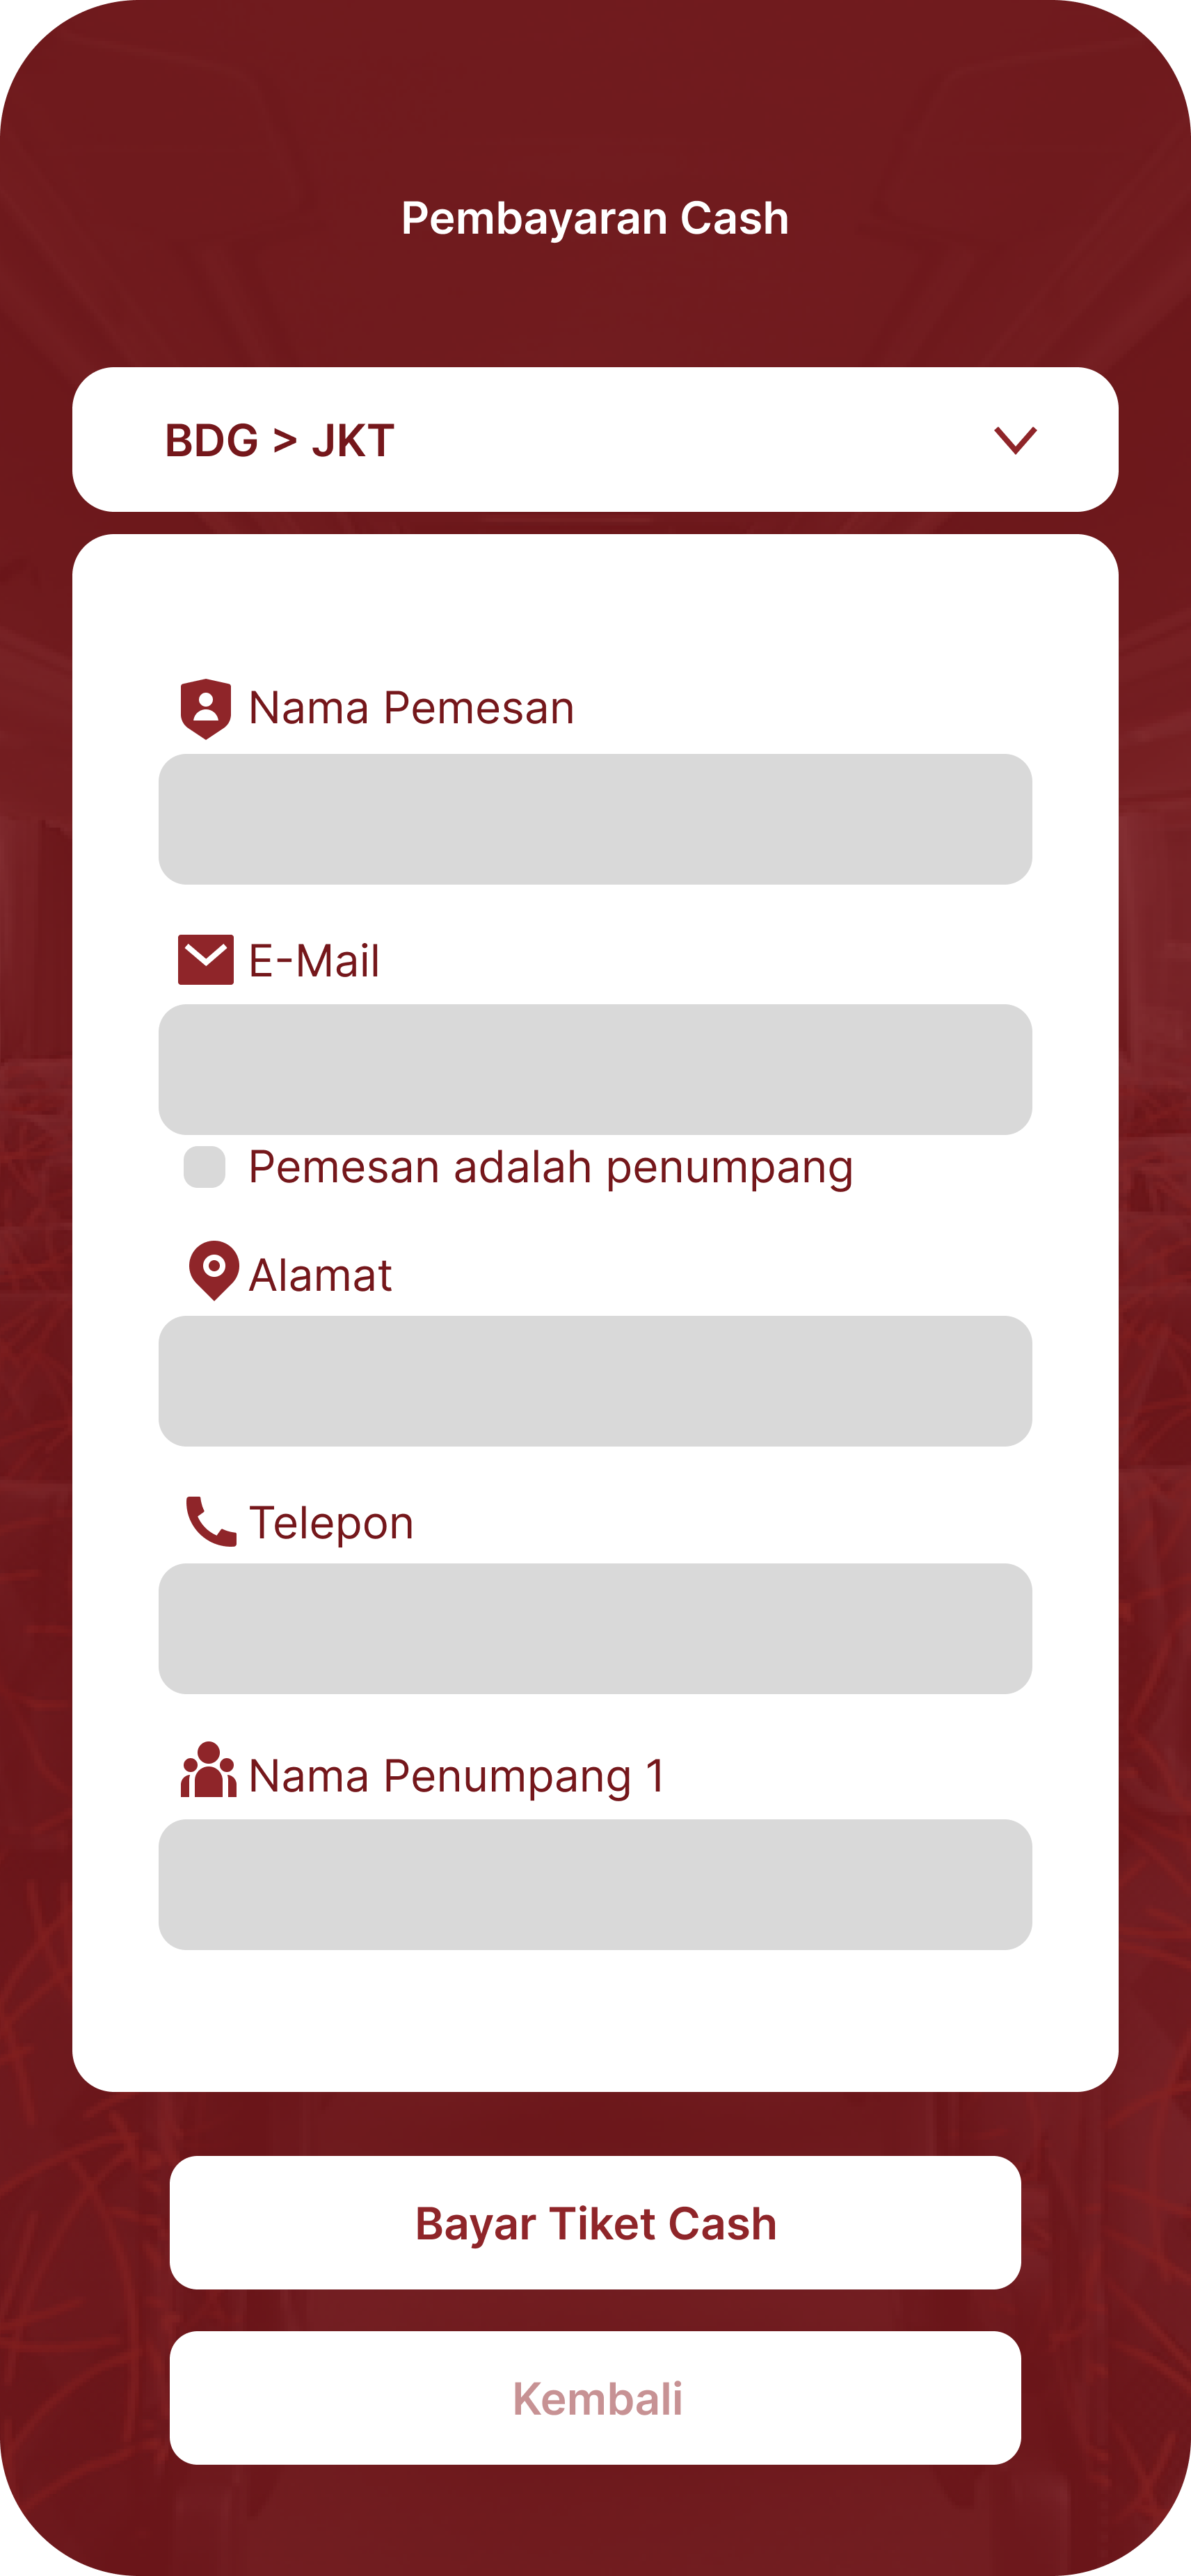 Pembayaran Cash
BDG > JKT
Nama Pemesan
E-Mail
Pemesan adalah penumpang
Alamat
Telepon
Nama Penumpang 1
Bayar Tiket Cash
Kembali